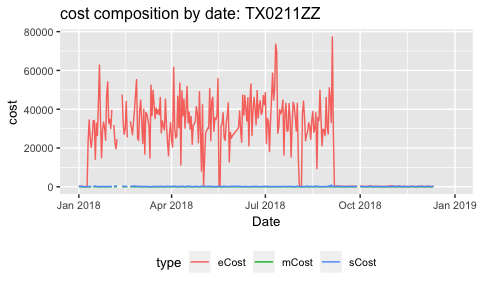 cost composition by date: TX0211ZZ
80000
60000
40000
20000
0
cost
Jan 2018 Apr 2018 Jul 2018 Oct 2018 Jan 2019
Date
type eCost mCost sCost